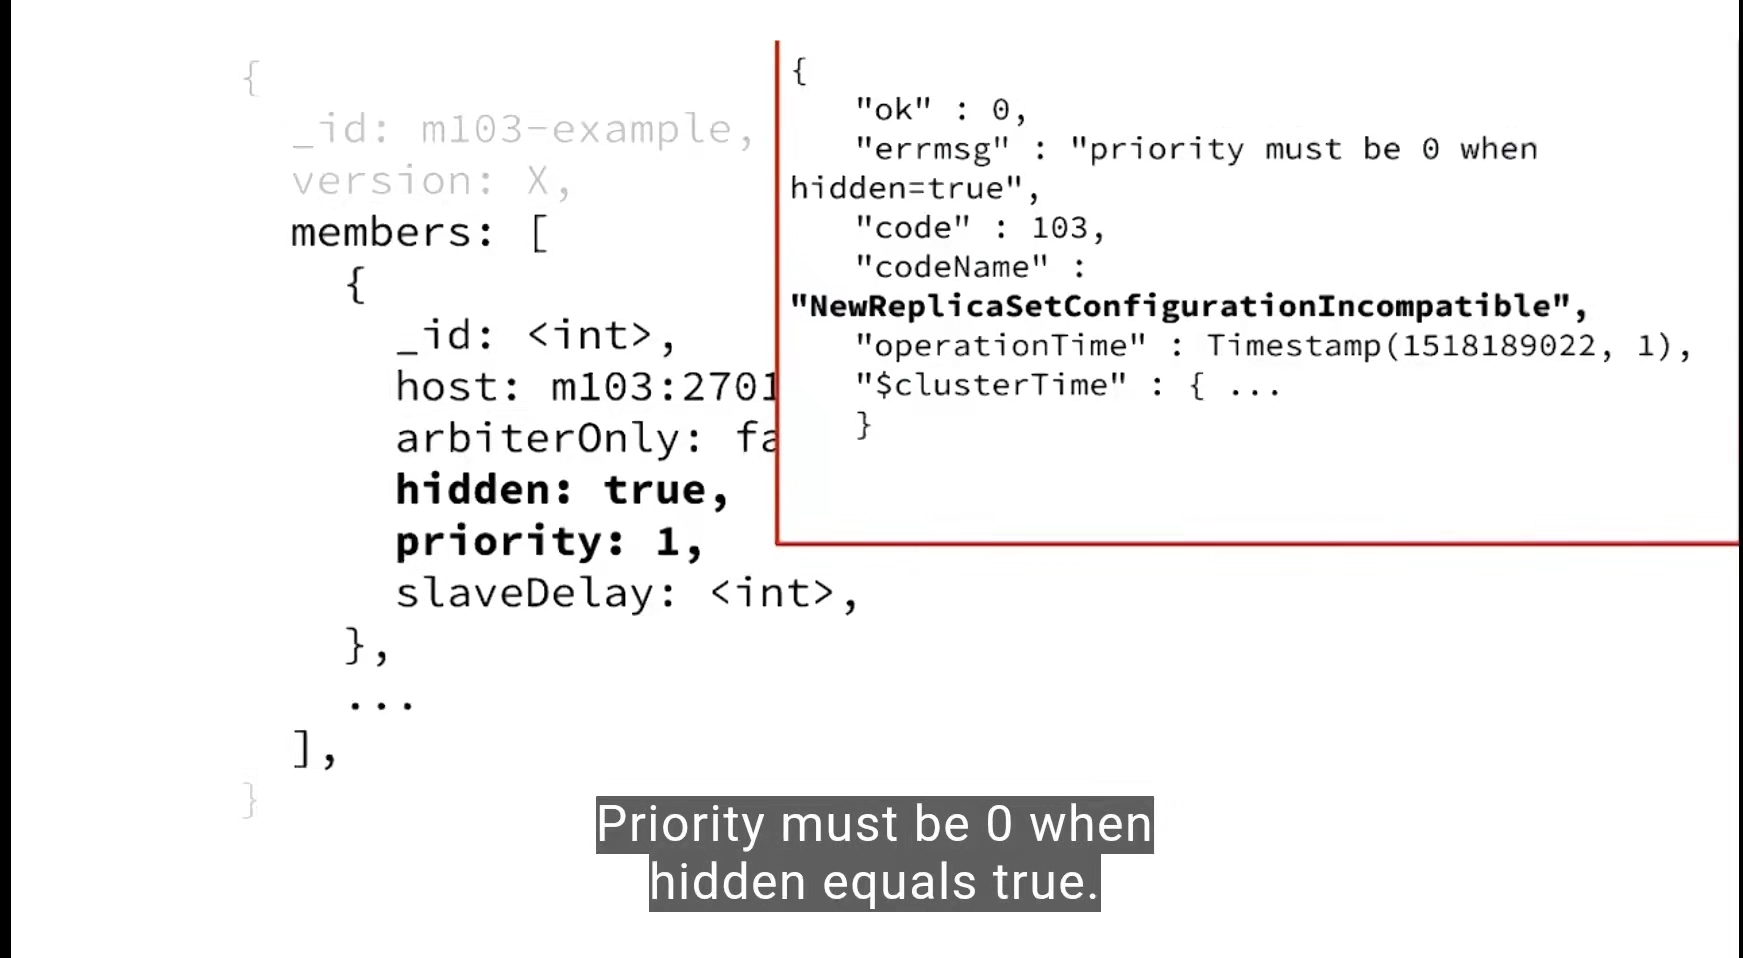 {
_id: m103-example,
version: X,
members: [
{
_id: <int>,
host: m103:2701
arbiterOnly: fa
hidden: true,
priority: 1,
slaveDelay: <int>,
},
...
],
}
{
"ok" : 0,
"errmsg" : "priority must be 0 when
hidden=true",
"code" : 103,
"codeName" :
"NewReplicaSetConfigurationIncompatible",
"operationTime" : Timestamp(1518189022, 1),
"$clusterTime" : { ...
}
Priority must be 0 when
hidden equals true.